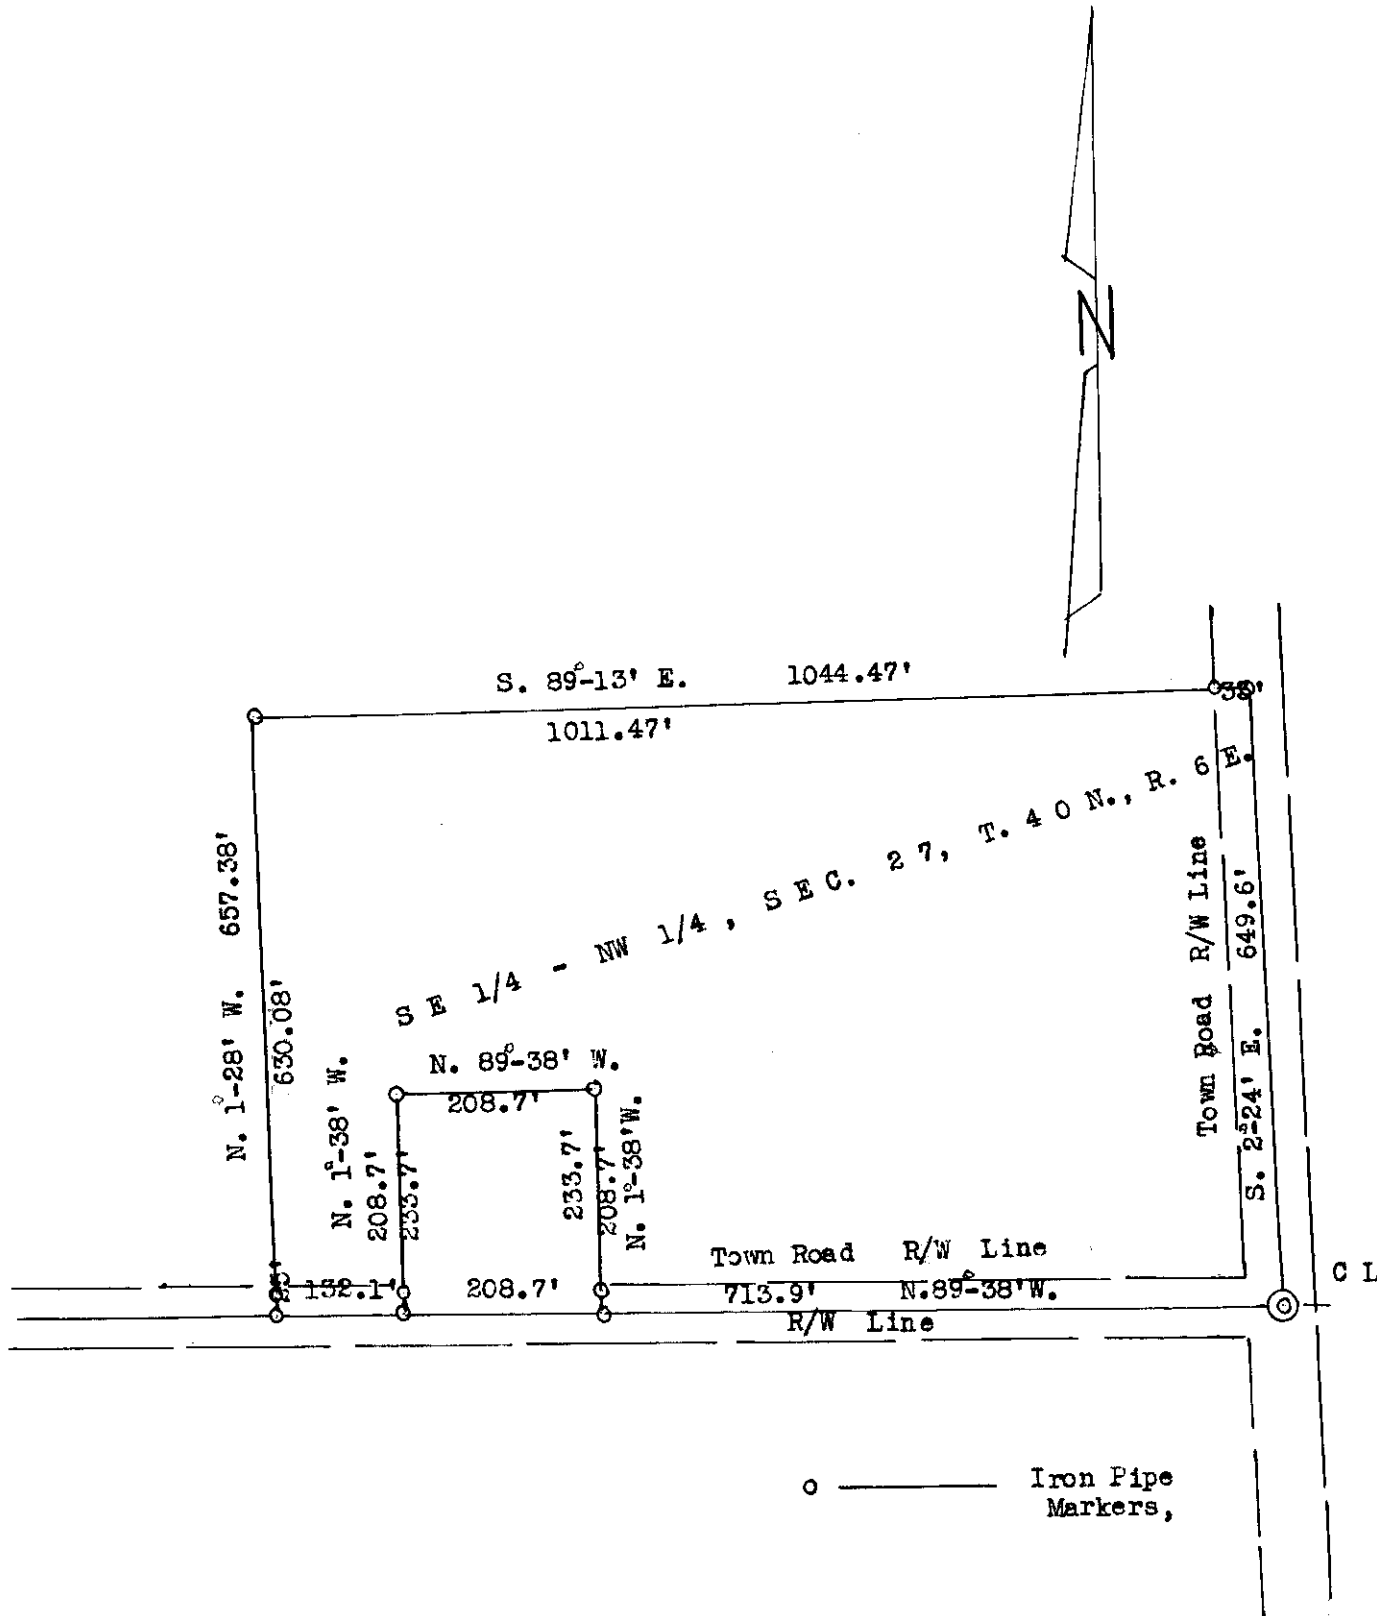 N
S. 89°-13' E. 1044.47'
33'
1011.47'
SE 1/4 - NW 1/4, SEC. 27, T. 40 N., R. 6 E.
N. 1°-28' W. 657.38'
630.08'
Town Road R/W Line
S. 2°-24' E. 649.6'
N. 89°-38' W.
208.7'
N. 1°-38' W.
208.7'
233.7'
233.7'
208.7'
N. 1°-38'W.
Town Road R/W Line
132.1'
208.7'
713.9' N.89°-38'W.
R/W Line
C L
Iron Pipe
Markers,